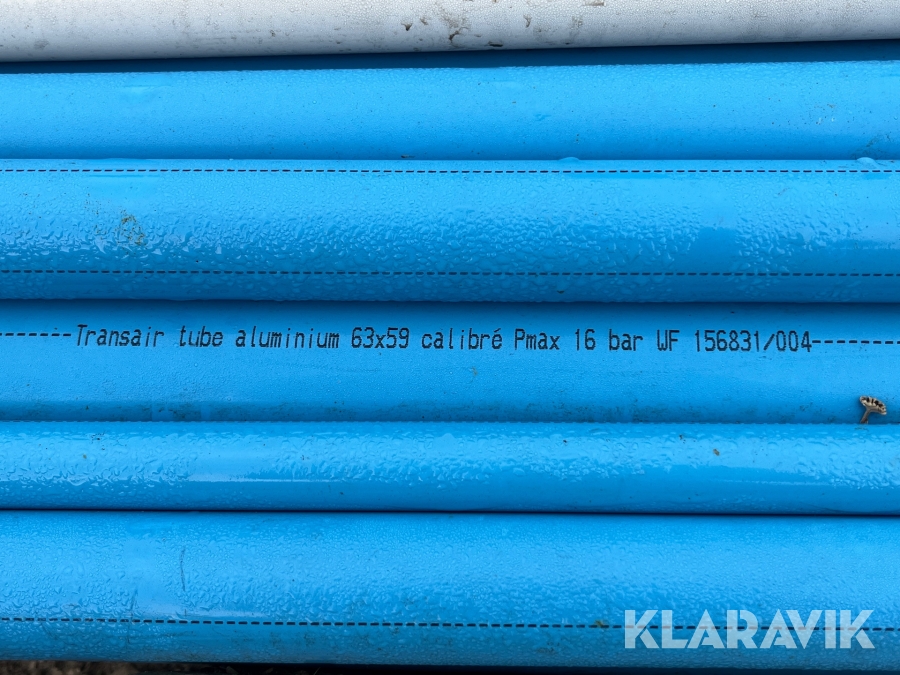 Transair tube aluminium 63x59 calibré Pmax 16 bar WF 156831/004
KLARAVIK